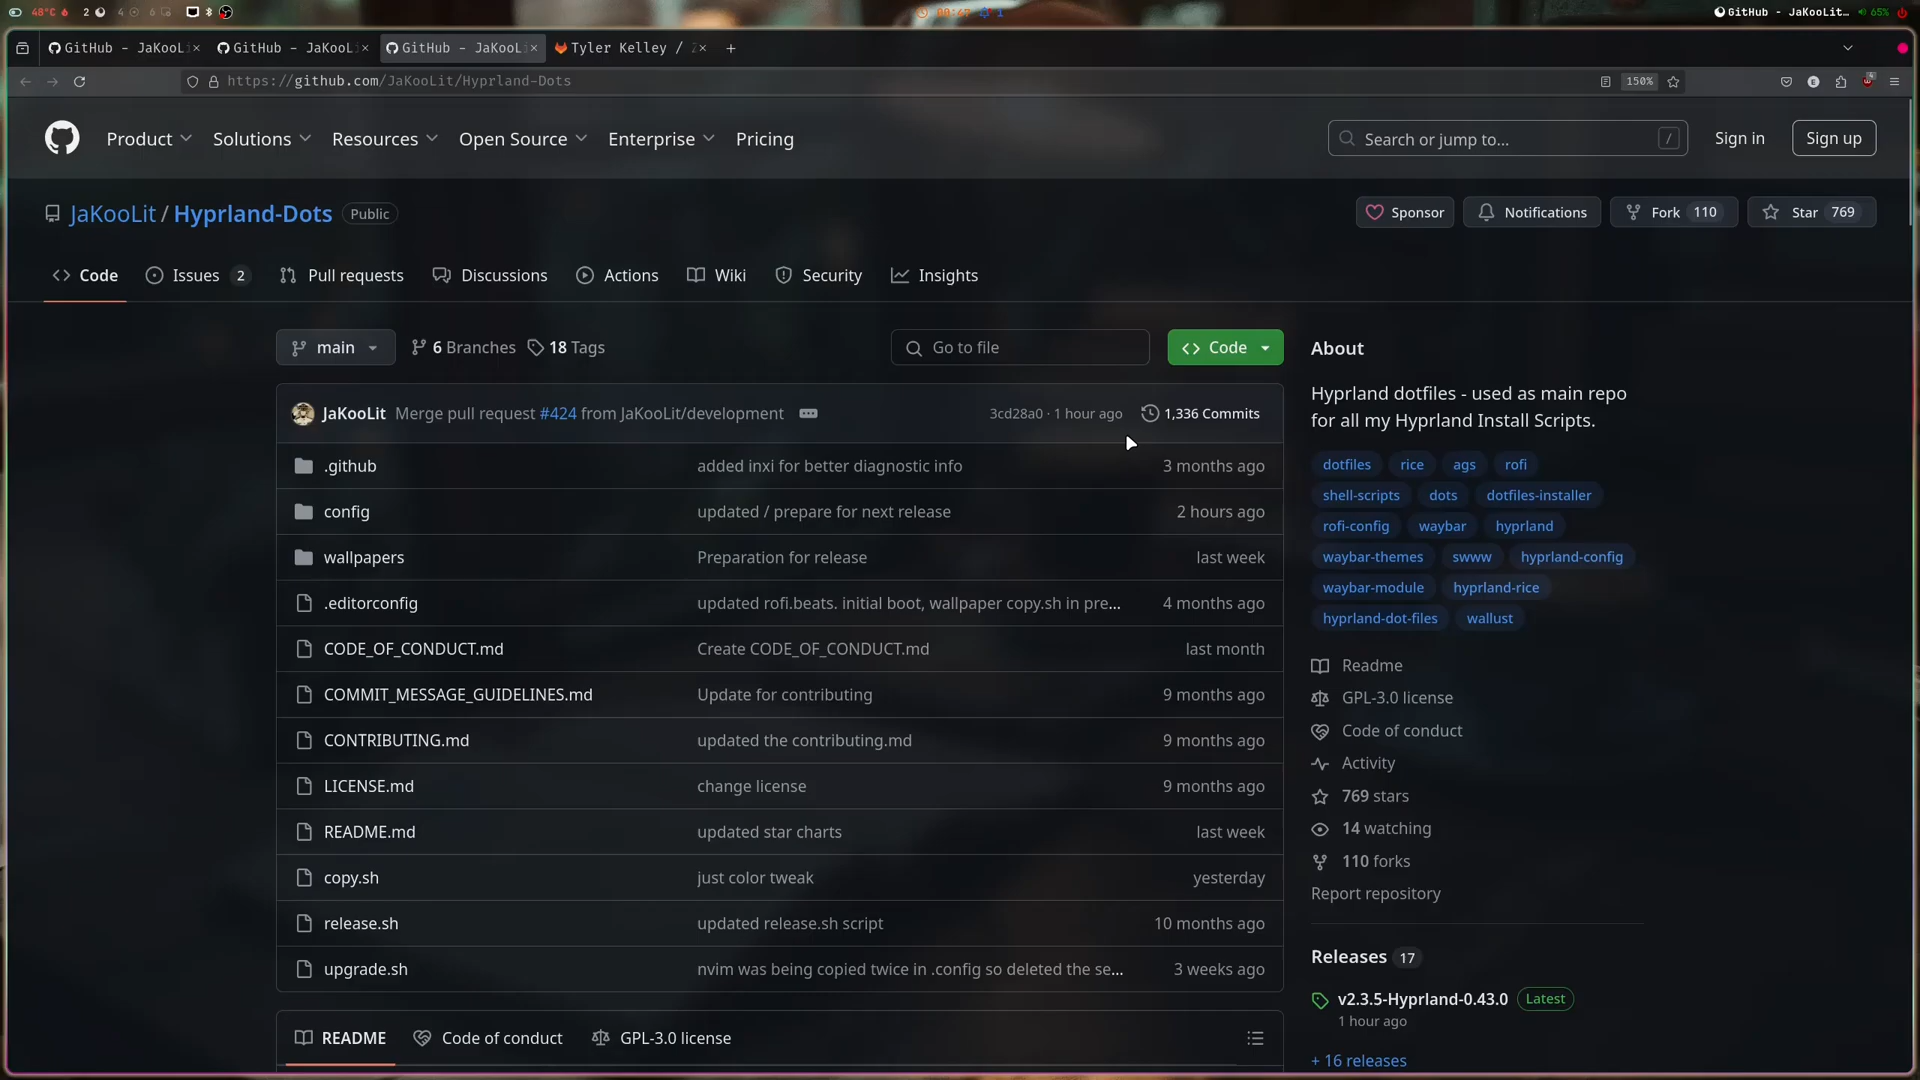 48°C 2 4 6
GitHub - JaKooLit… 65%
GitHub - JaKooLi
GitHub - JaKooLi
GitHub - JaKooLi
Tyler Kelley / Z
https://github.com/JaKooLit/Hyprland-Dots
150%
Product Solutions Resources Open Source Enterprise Pricing
Search or jump to... /
Sign in
Sign up
JaKooLit / Hyprland-Dots Public
Sponsor Notifications Fork 110 Star 769
Code Issues 2 Pull requests Discussions Actions Wiki Security Insights
main 6 Branches 18 Tags
Go to file
Code
JaKooLit Merge pull request #424 from JaKooLit/development 3cd28a0 · 1 hour ago 1,336 Commits
.github added inxi for better diagnostic info 3 months ago
config updated / prepare for next release 2 hours ago
wallpapers Preparation for release last week
.editorconfig updated rofi.beats. initial boot, wallpaper copy.sh in pre... 4 months ago
CODE_OF_CONDUCT.md Create CODE_OF_CONDUCT.md last month
COMMIT_MESSAGE_GUIDELINES.md Update for contributing 9 months ago
CONTRIBUTING.md updated the contributing.md 9 months ago
LICENSE.md change license 9 months ago
README.md updated star charts last week
copy.sh just color tweak yesterday
release.sh updated release.sh script 10 months ago
upgrade.sh nvim was being copied twice in .config so deleted the se... 3 weeks ago
README Code of conduct GPL-3.0 license
About
Hyprland dotfiles - used as main repo
for all my Hyprland Install Scripts.
dotfiles rice ags rofi
shell-scripts dots dotfiles-installer
rofi-config waybar hyprland
waybar-themes swww hyprland-config
waybar-module hyprland-rice
hyprland-dot-files wallust
Readme
GPL-3.0 license
Code of conduct
Activity
769 stars
14 watching
110 forks
Report repository
Releases 17
v2.3.5-Hyprland-0.43.0 Latest
1 hour ago
+ 16 releases